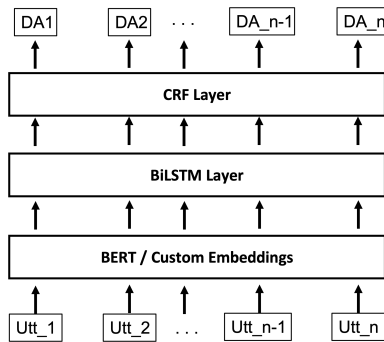 DA1 DA2 . . . DA_n-1 DA_n
CRF Layer
BiLSTM Layer
BERT / Custom Embeddings
Utt_1 Utt_2 . . . Utt_n-1 Utt_n